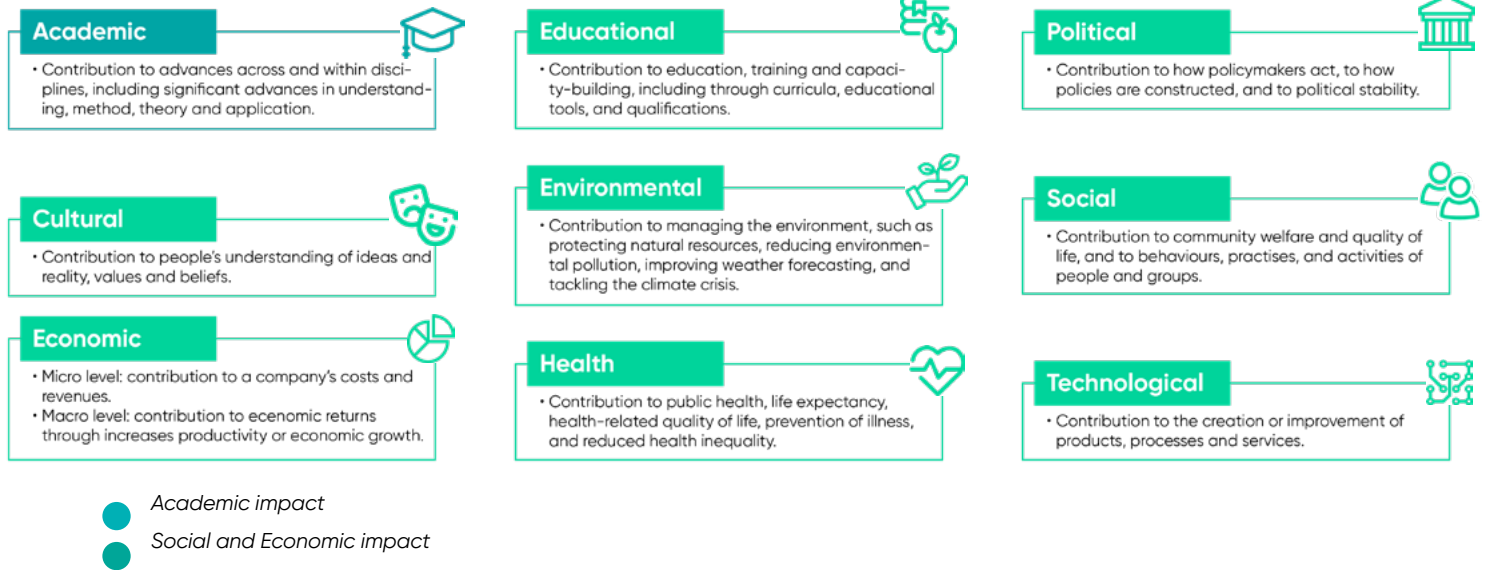 Academic
• Contribution to advances across and within disci-
plines, including significant advances in understand-
ing, method, theory and application.
Educational
• Contribution to education, training and capaci-
ty-building, including through curricula, educational
tools, and qualifications.
Political
• Contribution to how policymakers act, to how
policies are constructed, and to political stability.
Cultural
• Contribution to people's understanding of ideas and
reality, values and beliefs.
Environmental
• Contribution to managing the environment, such as
protecting natural resources, reducing environmen-
tal pollution, improving weather forecasting, and
tackling the climate crisis.
Social
• Contribution to community welfare and quality of
life, and to behaviours, practises, and activities of
people and groups.
Economic
• Micro level: contribution to a company's costs and
revenues.
• Macro level: contribution to economic returns
through increases productivity or economic growth.
Health
• Contribution to public health, life expectancy,
health-related quality of life, prevention of illness,
and reduced health inequality.
Technological
• Contribution to the creation or improvement of
products, processes and services.
Academic impact
Social and Economic impact